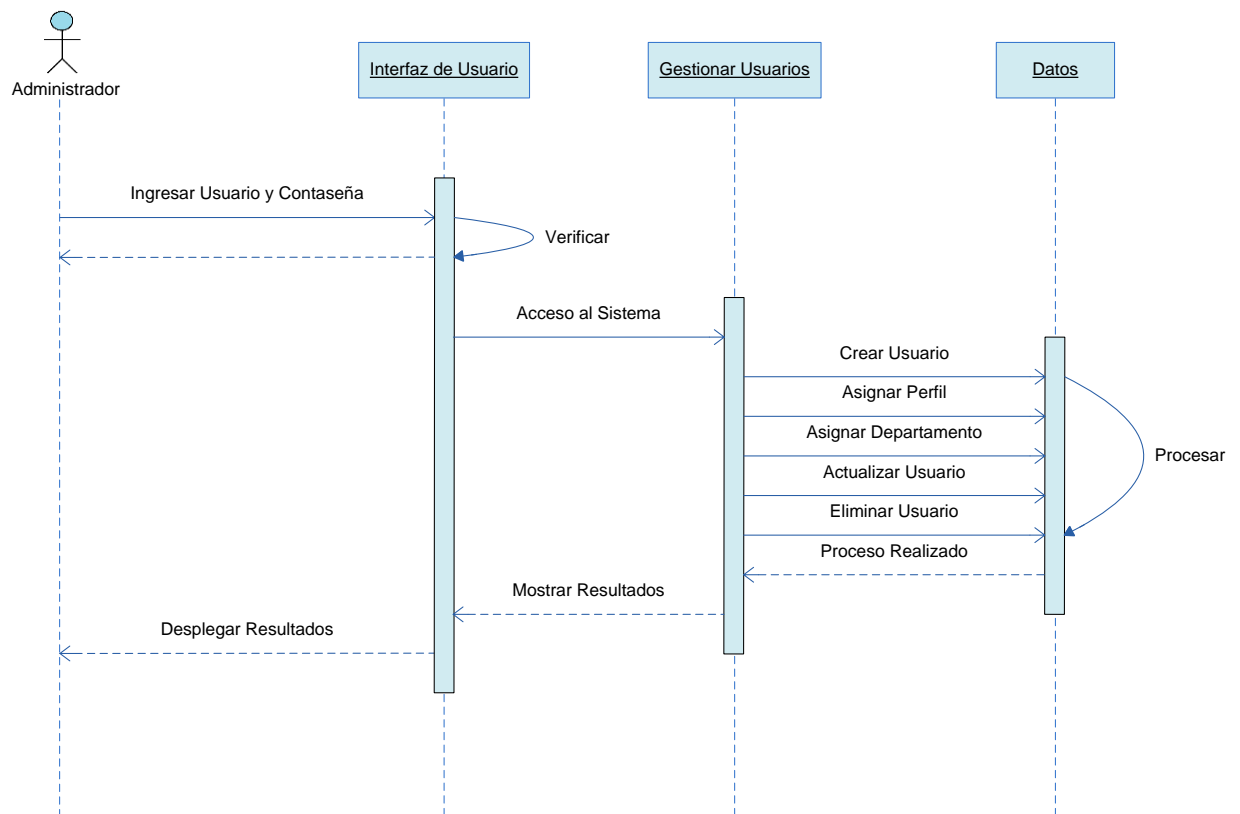 Administrador
Interfaz de Usuario
Gestionar Usuarios
Datos
Ingresar Usuario y Contaseña
Verificar
Acceso al Sistema
Crear Usuario
Asignar Perfil
Asignar Departamento
Procesar
Actualizar Usuario
Eliminar Usuario
Proceso Realizado
Mostrar Resultados
Desplegar Resultados